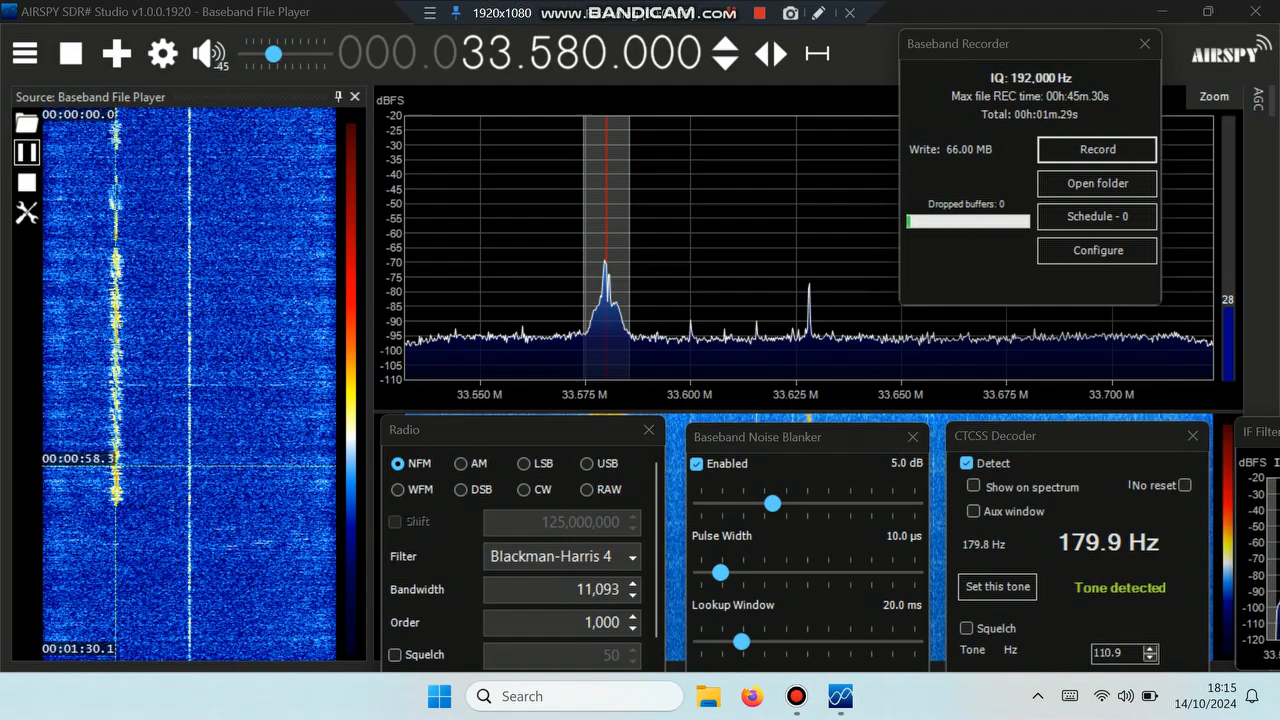 AIRSPY SDR# Studio v1.0.0.1920 - Baseband File Player
1920x1080
www.BANDICAM.com
-45
000.033.580.000
AIRSPY
Source: Baseband File Player
00:00:00.0
00:00:58.3
00:01:30.1
dBFS
-20
-25
-30
-35
-40
-45
-50
-55
-60
-65
-70
-75
-80
-85
-90
-95
-100
-105
-110
33.550 M
33.575 M
33.600 M
33.625 M
33.650 M
33.675 M
33.700 M
Zoom
AGC
28
Baseband Recorder
IQ: 192,000 Hz
Max file REC time: 00h:45m.30s
Total: 00h:01m.29s
Write: 66.00 MB
Record
Open folder
Dropped buffers: 0
Schedule - 0
Configure
Radio
NFM
AM
LSB
USB
WFM
DSB
CW
RAW
Shift
125,000,000
Filter
Blackman-Harris 4
Bandwidth
11,093
Order
1,000
Squelch
50
Baseband Noise Blanker
Enabled
5.0 dB
Pulse Width
10.0 µs
Lookup Window
20.0 ms
CTCSS Decoder
Detect
Show on spectrum
!No reset
Aux window
179.8 Hz
179.9 Hz
Set this tone
Tone detected
Squelch
Tone Hz
110.9
IF Filter
dBFS I
-20
-30
-40
-50
-60
-70
-80
-90
-100
-110
-120
33.5
Search
18:15
14/10/2024